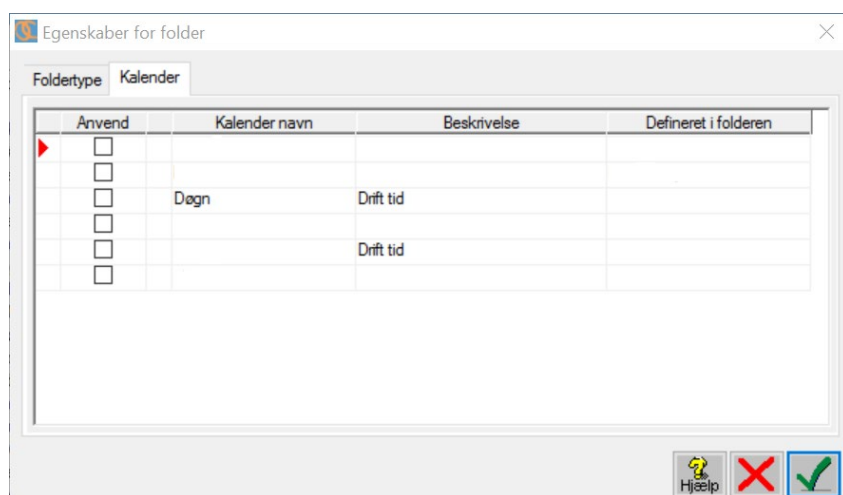 Egenskaber for folder
Foldertype Kalender
Anvend Kalender navn Beskrivelse Defineret i folderen
Døgn Drift tid
Drift tid
Hjælp